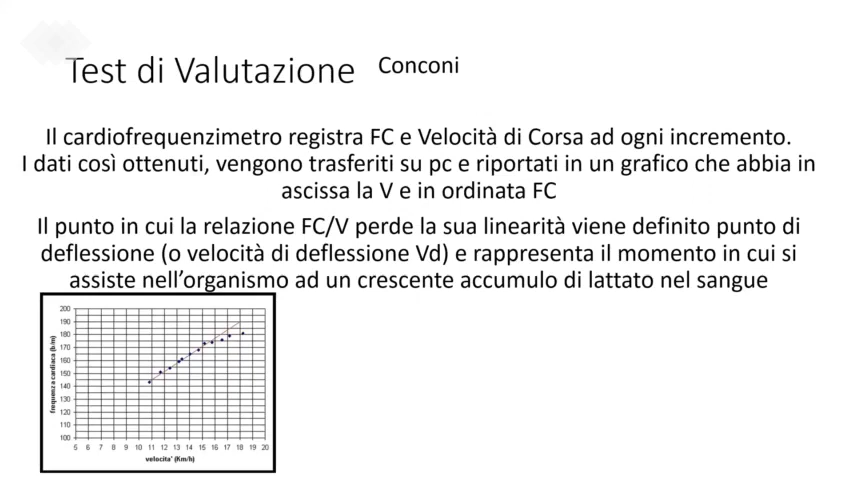 Test di Valutazione Conconi
Il cardiofrequenzimetro registra FC e Velocità di Corsa ad ogni incremento.
I dati così ottenuti, vengono trasferiti su pc e riportati in un grafico che abbia in
ascissa la V e in ordinata FC
Il punto in cui la relazione FC/V perde la sua linearità viene definito punto di
deflessione (o velocità di deflessione Vd) e rappresenta il momento in cui si
assiste nell'organismo ad un crescente accumulo di lattato nel sangue
frequenza cardiaca (b/m)
200
190
180
170
160
150
140
130
120
110
100
5 6 7 8 9 10 11 12 13 14 15 16 17 18 19 20
velocita' (Km/h)